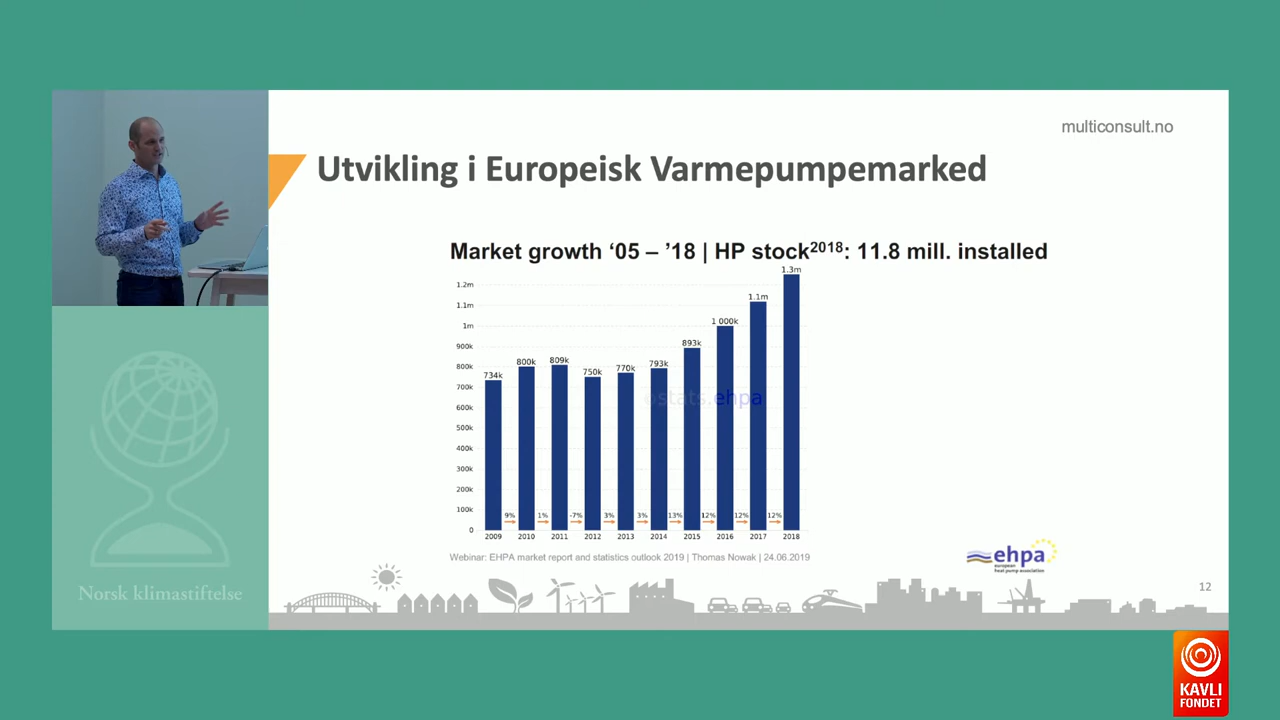 multiconsult.no
Utvikling i Europeisk Varmepumpemarked
Market growth ‘05 – ’18 | HP stock2018: 11.8 mill. installed
1.3m
1.2m
1.1m
1.1m
1 000k
1m
893k
900k
800k
809k
793k
800k
770k
750k
734k
700k
stats.ehpa
600k
500k
400k
300k
200k
100k
9% 1% -7% 3% 3% 13% 12% 12% 12%
0
2009 2010 2011 2012 2013 2014 2015 2016 2017 2018
Webinar: EHPA market report and statistics outlook 2019 | Thomas Nowak | 24.06.2019
ehpa
european
heat pump association
12
Norsk klimastiftelse
KAVLI
FONDET